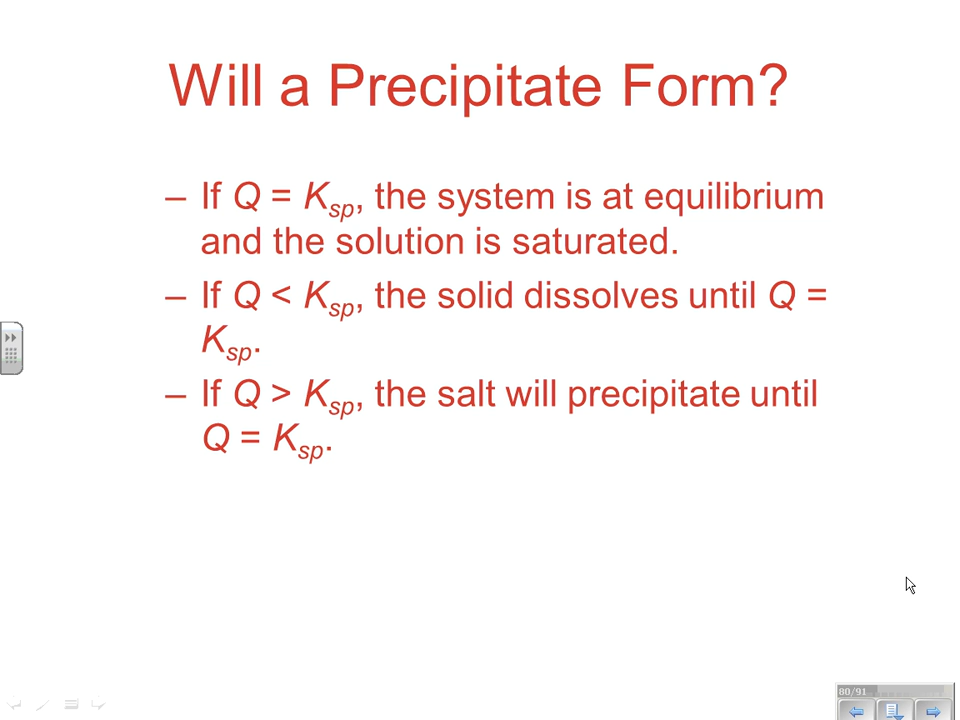 Will a Precipitate Form?
– If Q = Ksp, the system is at equilibrium
and the solution is saturated.
– If Q < Ksp, the solid dissolves until Q =
Ksp.
– If Q > Ksp, the salt will precipitate until
Q = Ksp.
80/91